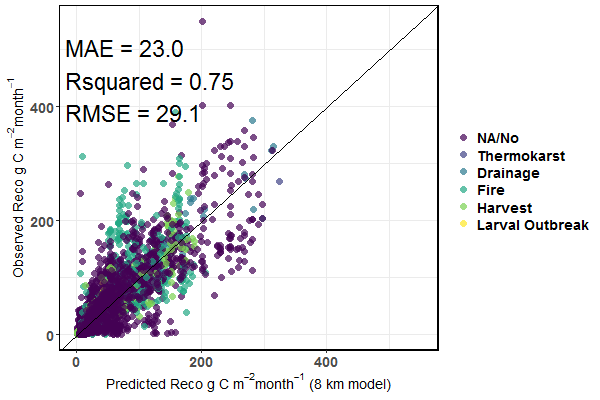 MAE = 23.0
Rsquared = 0.75
RMSE = 29.1
Observed Reco g C m⁻²month⁻¹
400
200
0
0 200 400
Predicted Reco g C m⁻²month⁻¹ (8 km model)
NA/No
Thermokarst
Drainage
Fire
Harvest
Larval Outbreak